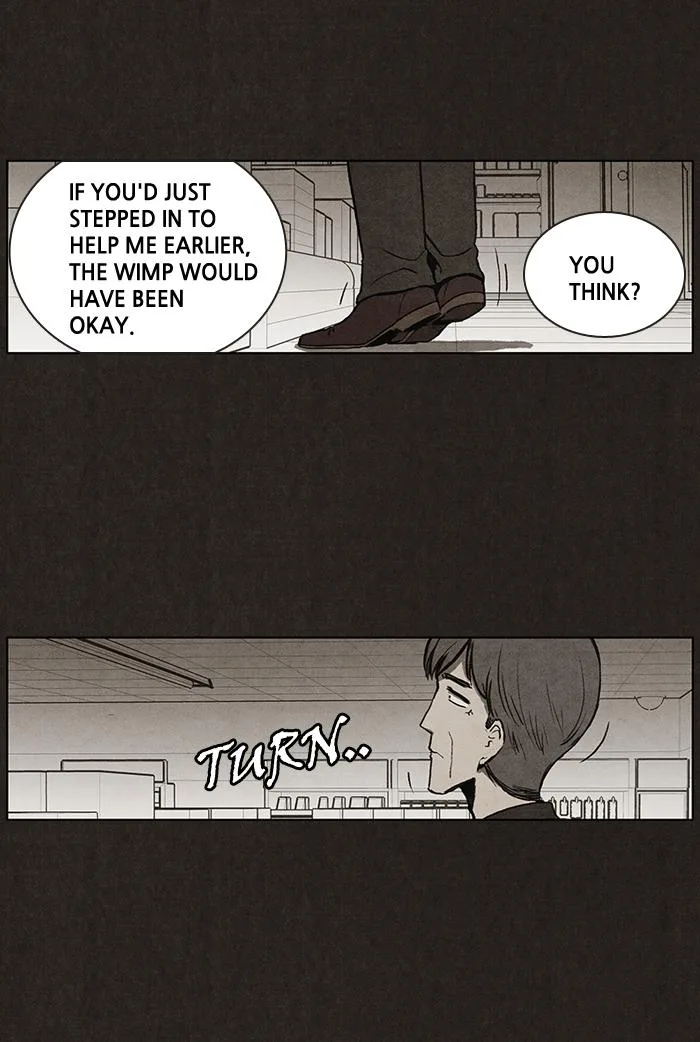 IF YOU'D JUST
STEPPED IN TO
HELP ME EARLIER,
THE WIMP WOULD
HAVE BEEN
OKAY.
YOU
THINK?
TURN..